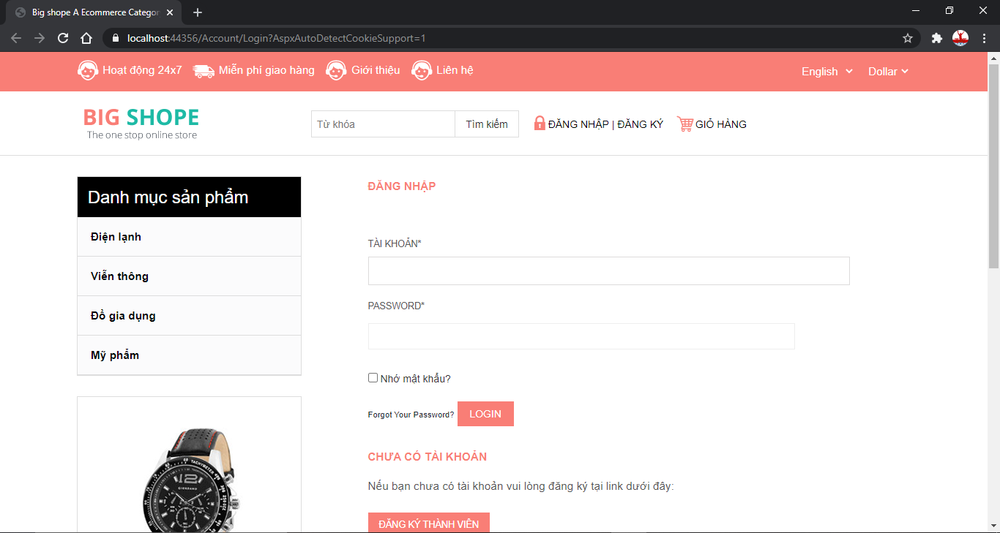 Big shope A Ecommerce Categor
localhost:44356/Account/Login?AspxAutoDetectCookieSupport=1
Hoạt động 24x7 Miễn phí giao hàng Giới thiệu Liên hệ English Dollar
BIG SHOPE
The one stop online store
Từ khóa Tìm kiếm ĐĂNG NHẬP | ĐĂNG KÝ GIỎ HÀNG
Danh mục sản phẩm
Điện lạnh
Viễn thông
Đồ gia dụng
Mỹ phẩm
TACHYMETER
GIORDANO
ĐĂNG NHẬP
TÀI KHOẢN*
PASSWORD*
Nhớ mật khẩu?
Forgot Your Password? LOGIN
CHƯA CÓ TÀI KHOẢN
Nếu bạn chưa có tài khoản vui lòng đăng ký tại link dưới đây:
ĐĂNG KÝ THÀNH VIÊN